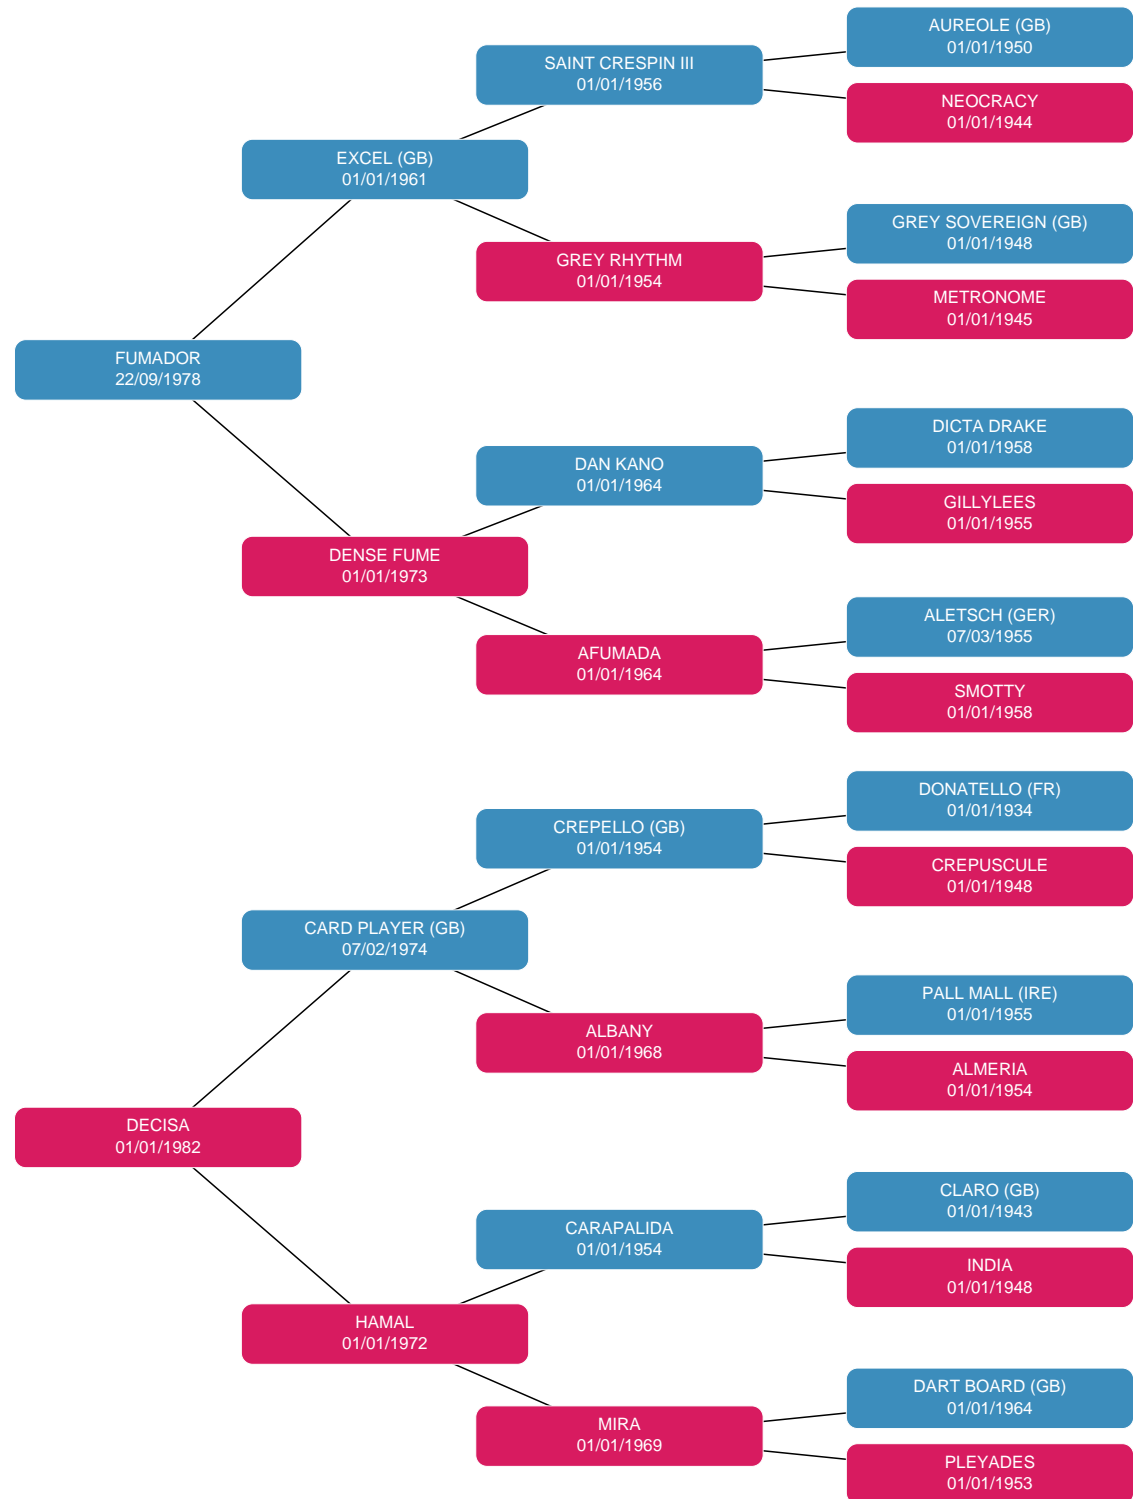 AUREOLE (GB)
01/01/1950
SAINT CRESPIN III
01/01/1956
NEOCRACY
01/01/1944
EXCEL (GB)
01/01/1961
GREY SOVEREIGN (GB)
01/01/1948
GREY RHYTHM
01/01/1954
METRONOME
01/01/1945
FUMADOR
22/09/1978
DICTA DRAKE
01/01/1958
DAN KANO
01/01/1964
GILLYLEES
01/01/1955
DENSE FUME
01/01/1973
ALETSCH (GER)
07/03/1955
AFUMADA
01/01/1964
SMOTTY
01/01/1958
DONATELLO (FR)
01/01/1934
CREPELLO (GB)
01/01/1954
CREPUSCULE
01/01/1948
CARD PLAYER (GB)
07/02/1974
PALL MALL (IRE)
01/01/1955
ALBANY
01/01/1968
ALMERIA
01/01/1954
DECISA
01/01/1982
CLARO (GB)
01/01/1943
CARAPALIDA
01/01/1954
INDIA
01/01/1948
HAMAL
01/01/1972
DART BOARD (GB)
01/01/1964
MIRA
01/01/1969
PLEYADES
01/01/1953